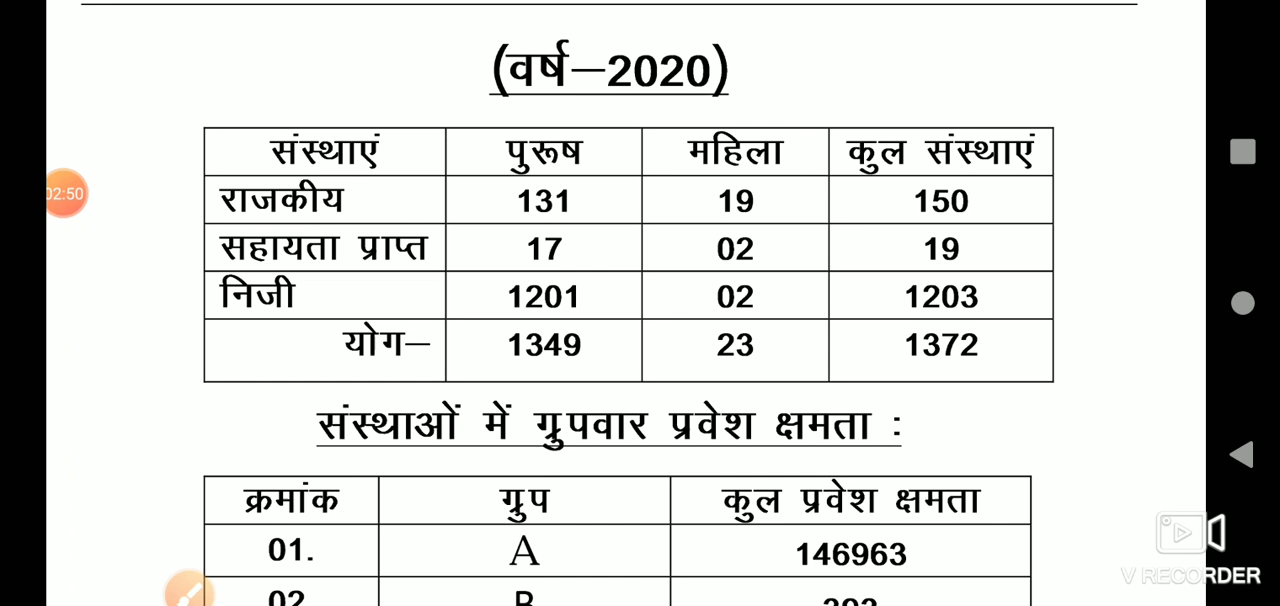 (वर्ष–2020)
संस्थाएं पुरूष महिला कुल संस्थाएं
राजकीय 131 19 150
सहायता प्राप्त 17 02 19
निजी 1201 02 1203
योग– 1349 23 1372
संस्थाओं में ग्रुपवार प्रवेश क्षमता :
क्रमांक ग्रुप कुल प्रवेश क्षमता
01. A 146963
02 B
02:50
V RECORDER